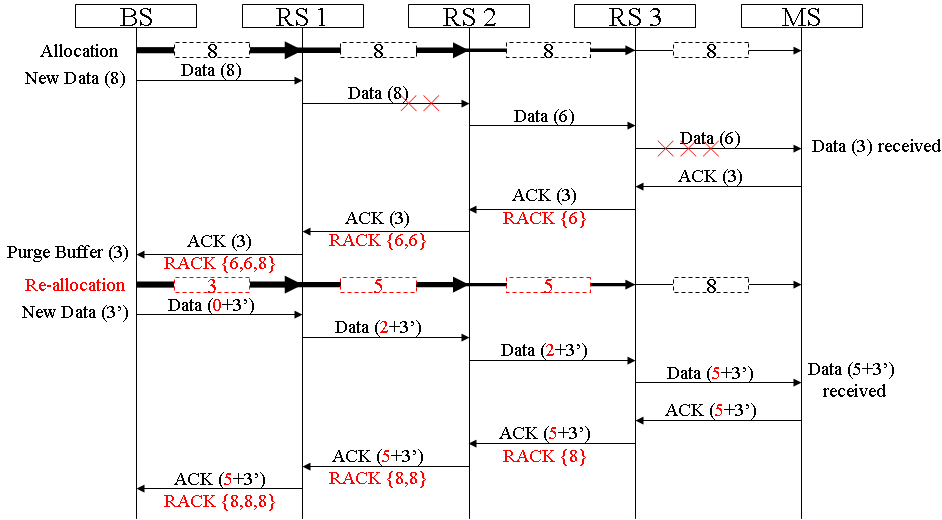 BS RS 1 RS 2 RS 3 MS
Allocation 8 8 8 8
New Data (8) Data (8)
Data (8)
Data (6)
Data (6) Data (3) received
ACK (3)
ACK (3)
RACK {6}
ACK (3)
RACK {6,6}
Purge Buffer (3) ACK (3)
RACK {6,6,8}
Re-allocation 3 5 5 8
New Data (3’) Data (0+3’)
Data (2+3’)
Data (2+3’)
Data (5+3’) Data (5+3’)
received
ACK (5+3’)
ACK (5+3’)
RACK {8}
ACK (5+3’)
RACK {8,8}
ACK (5+3’)
RACK {8,8,8}